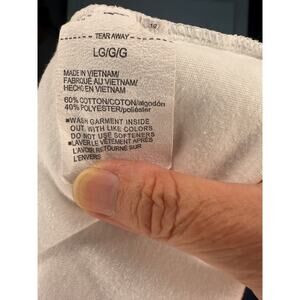 TEAR AWAY
LG/G/G
MADE IN VIETNAM/
FABRIQUÉ AU VIETNAM/
HECHO EN VIETNAM
60% COTTON/COTON/algodón
40% POLYESTER/poliéster
■WASH GARMENT INSIDE
OUT, WITH LIKE COLORS
DO NOT USE SOFTENERS
■LAVER LE VÊTEMENT APRÈS
L'AVOIR RETOURNÉ SUR
L'ENVERS